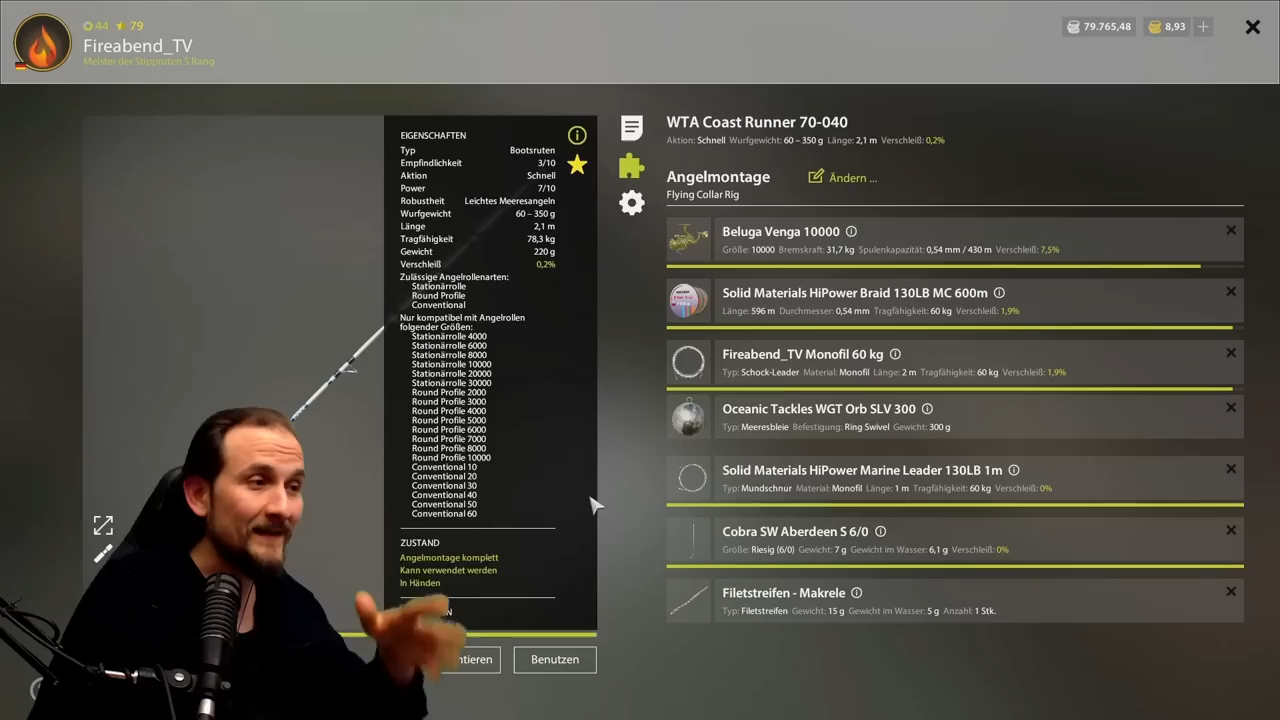 44 79
Fireabend_TV
Meister der Stippruten 5 Rang
79.765,48
8,93
EIGENSCHAFTEN
Typ Bootsruten
Empfindlichkeit 3/10
Aktion Schnell
Power 7/10
Robustheit Leichtes Meeresangeln
Wurfgewicht 60 – 350 g
Länge 2,1 m
Tragfähigkeit 78,3 kg
Gewicht 220 g
Verschleiß 0,2%
Zulässige Angelrollenarten:
Stationärrolle
Round Profile
Conventional
Nur kompatibel mit Angelrollen
folgender Größen:
Stationärrolle 4000
Stationärrolle 6000
Stationärrolle 8000
Stationärrolle 10000
Stationärrolle 20000
Stationärrolle 30000
Round Profile 2000
Round Profile 3000
Round Profile 4000
Round Profile 5000
Round Profile 6000
Round Profile 7000
Round Profile 8000
Round Profile 10000
Conventional 10
Conventional 20
Conventional 30
Conventional 40
Conventional 50
Conventional 60
ZUSTAND
Angelmontage komplett
Kann verwendet werden
In Händen
Benutzen
WTA Coast Runner 70-040
Aktion: Schnell Wurfgewicht: 60 – 350 g Länge: 2,1 m Verschleiß: 0,2%
Angelmontage Ändern ...
Flying Collar Rig
Beluga Venga 10000
Größe: 10000 Bremskraft: 31,7 kg Spulenkapazität: 0,54 mm / 430 m Verschleiß: 7,5%
Solid Materials HiPower Braid 130LB MC 600m
Länge: 596 m Durchmesser: 0,54 mm Tragfähigkeit: 60 kg Verschleiß: 1,9%
Fireabend_TV Monofil 60 kg
Typ: Schock-Leader Material: Monofil Länge: 2 m Tragfähigkeit: 60 kg Verschleiß: 1,9%
Oceanic Tackles WGT Orb SLV 300
Typ: Meeresbleie Befestigung: Ring Swivel Gewicht: 300 g
Solid Materials HiPower Marine Leader 130LB 1m
Typ: Mundschnur Material: Monofil Länge: 1 m Tragfähigkeit: 60 kg Verschleiß: 0%
Cobra SW Aberdeen S 6/0
Größe: Riesig (6/0) Gewicht: 7 g Gewicht im Wasser: 6,1 g Verschleiß: 0%
Filetstreifen - Makrele
Typ: Filetstreifen Gewicht: 15 g Gewicht im Wasser: 5 g Anzahl: 1 Stk.